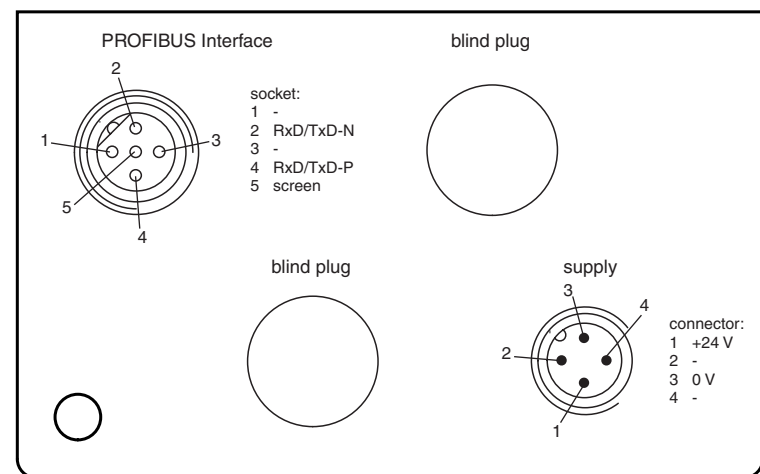 PROFIBUS Interface
blind plug
2
1
3
5
4
socket:
1 -
2 RxD/TxD-N
3 -
4 RxD/TxD-P
5 screen
blind plug
supply
3
4
2
1
connector:
1 +24 V
2 -
3 0 V
4 -